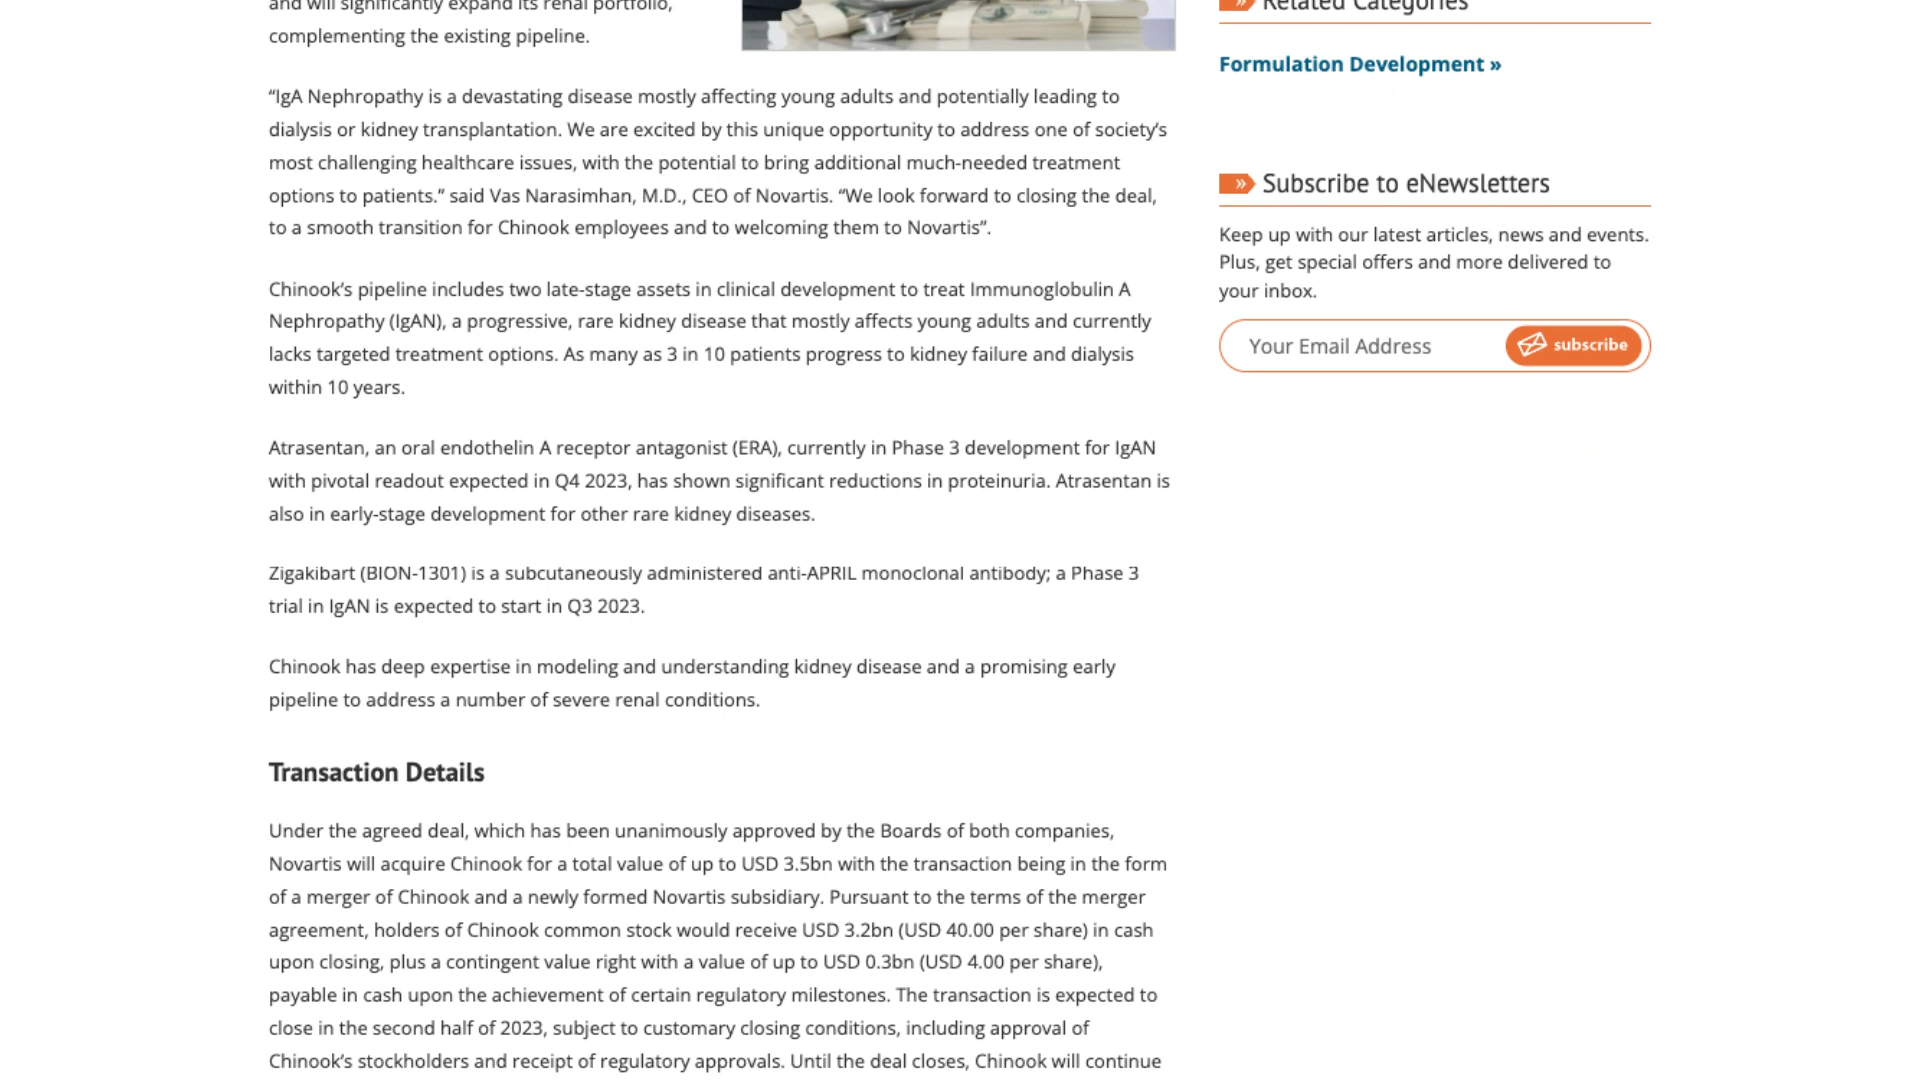 and will significantly expand its renal portfolio,
complementing the existing pipeline.
“IgA Nephropathy is a devastating disease mostly affecting young adults and potentially leading to
dialysis or kidney transplantation. We are excited by this unique opportunity to address one of society’s
most challenging healthcare issues, with the potential to bring additional much-needed treatment
options to patients.” said Vas Narasimhan, M.D., CEO of Novartis. “We look forward to closing the deal,
to a smooth transition for Chinook employees and to welcoming them to Novartis”.
Chinook’s pipeline includes two late-stage assets in clinical development to treat Immunoglobulin A
Nephropathy (IgAN), a progressive, rare kidney disease that mostly affects young adults and currently
lacks targeted treatment options. As many as 3 in 10 patients progress to kidney failure and dialysis
within 10 years.
Atrasentan, an oral endothelin A receptor antagonist (ERA), currently in Phase 3 development for IgAN
with pivotal readout expected in Q4 2023, has shown significant reductions in proteinuria. Atrasentan is
also in early-stage development for other rare kidney diseases.
Zigakibart (BION-1301) is a subcutaneously administered anti-APRIL monoclonal antibody; a Phase 3
trial in IgAN is expected to start in Q3 2023.
Chinook has deep expertise in modeling and understanding kidney disease and a promising early
pipeline to address a number of severe renal conditions.
Transaction Details
Under the agreed deal, which has been unanimously approved by the Boards of both companies,
Novartis will acquire Chinook for a total value of up to USD 3.5bn with the transaction being in the form
of a merger of Chinook and a newly formed Novartis subsidiary. Pursuant to the terms of the merger
agreement, holders of Chinook common stock would receive USD 3.2bn (USD 40.00 per share) in cash
upon closing, plus a contingent value right with a value of up to USD 0.3bn (USD 4.00 per share),
payable in cash upon the achievement of certain regulatory milestones. The transaction is expected to
close in the second half of 2023, subject to customary closing conditions, including approval of
Chinook’s stockholders and receipt of regulatory approvals. Until the deal closes, Chinook will continue
Related Categories
Formulation Development »
Subscribe to eNewsletters
Keep up with our latest articles, news and events.
Plus, get special offers and more delivered to
your inbox.
Your Email Address
subscribe